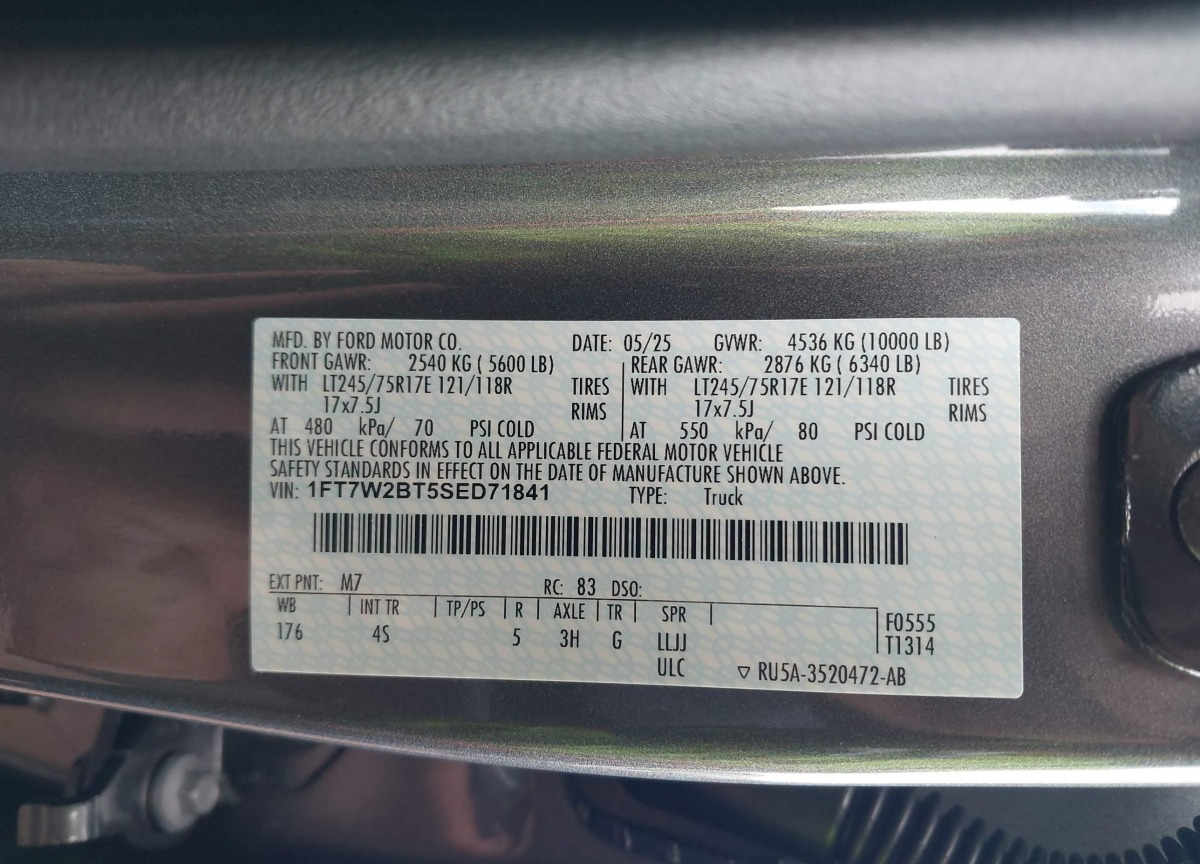 MFD. BY FORD MOTOR CO. DATE: 05/25 GVWR: 4536 KG (10000 LB)
FRONT GAWR: 2540 KG ( 5600 LB) REAR GAWR: 2876 KG ( 6340 LB)
WITH LT245/75R17E 121/118R TIRES WITH LT245/75R17E 121/118R TIRES
17x7.5J RIMS 17x7.5J RIMS
AT 480 kPa/ 70 PSI COLD AT 550 kPa/ 80 PSI COLD
THIS VEHICLE CONFORMS TO ALL APPLICABLE FEDERAL MOTOR VEHICLE
SAFETY STANDARDS IN EFFECT ON THE DATE OF MANUFACTURE SHOWN ABOVE.
VIN: 1FT7W2BT5SED71841 TYPE: Truck
EXT PNT: M7 RC: 83 DSO:
WB INT TR TP/PS R AXLE TR SPR F0555
176 4S 5 3H G LLJJ T1314
ULC ▽ RU5A-3520472-AB